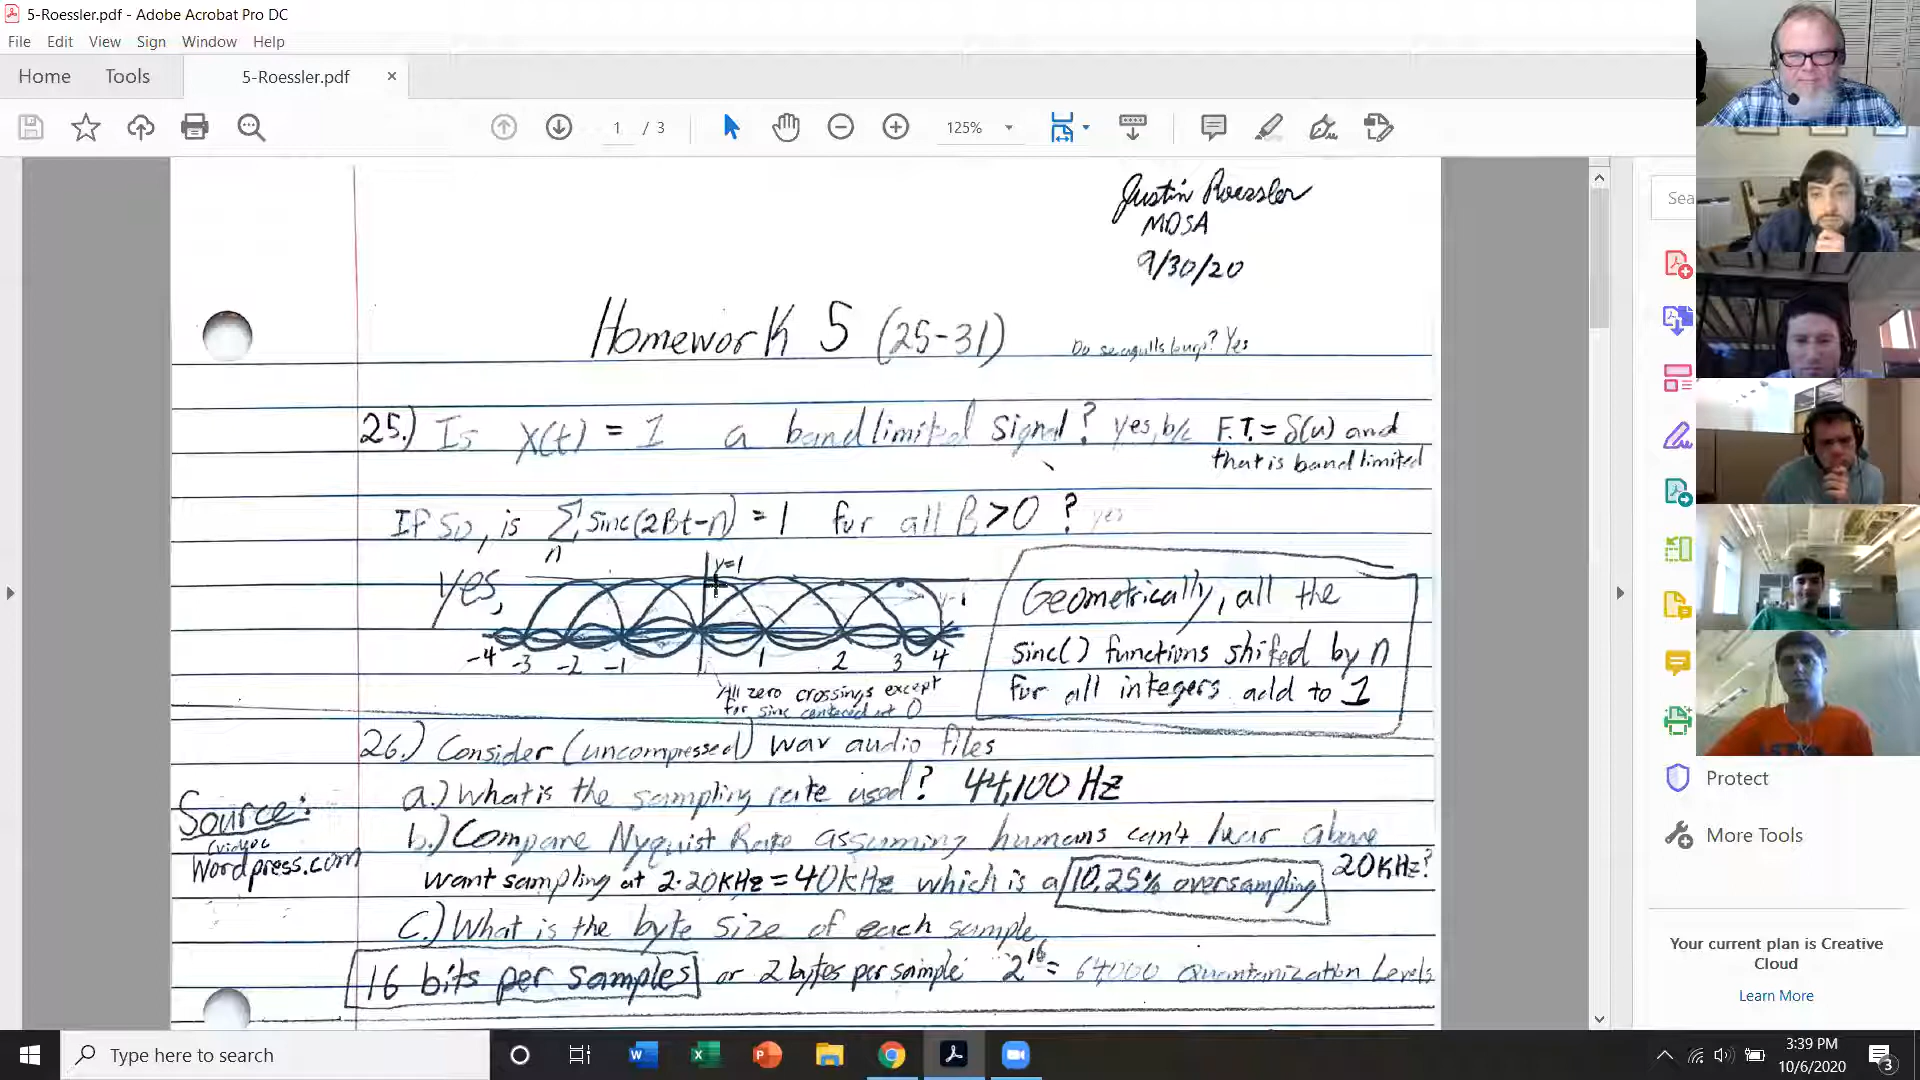 5-Roessler.pdf - Adobe Acrobat Pro DC
File Edit View Sign Window Help
Home Tools 5-Roessler.pdf ×
1 / 3 125%
Sea
Justin Roessler
MDSA
9/30/20
Homework 5 (25-31)
Do seagulls burp? Yes
25.) Is X(t) = 1 a bandlimited signal? yes, b/c F.T. = δ(u) and
that is band limited
If so, is Σ sinc(2Bt-n) = 1 for all B>0? yes
n
yes,
y=1
-4 -3 -2 -1 1 2 3 4
All zero crossings except
for sinc centered at 0
Geometrically, all the
sinc() functions shifed by n
for all integers add to 1
26.) Consider (uncompressed) wav audio files
a.) What is the sampling rate used? 44,100 Hz
Source:
Wordpress.com
b.) Compare Nyquist Rate assuming humans can't hear above
20KHz?
want sampling at 2·20KHz = 40kHz which is a 10.25% oversampling
C.) What is the byte size of each sample
16 bits per samples or 2 bytes per sample 2^16 = 64000 Quantanization Levels
Protect
More Tools
Your current plan is Creative
Cloud
Learn More
Type here to search
3:39 PM
10/6/2020
3